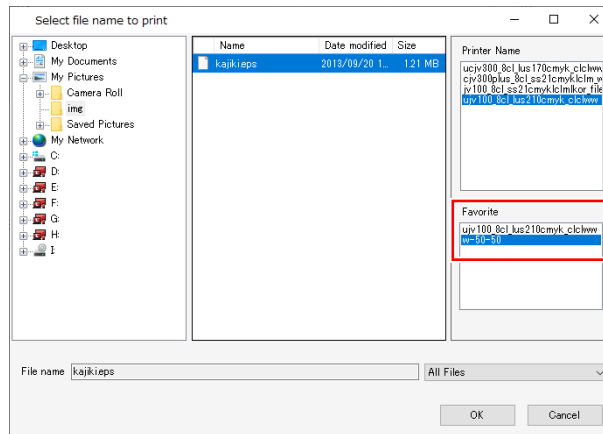 Select file name to print
Desktop
My Documents
My Pictures
Camera Roll
img
Saved Pictures
My Network
C:
D:
E:
F:
G:
H:
I:
Name Date modified Size
kajiki.eps 2013/09/20 1... 1.21 MB
Printer Name
ucjv300_8cl_lus170cmyk_clclww
cjv300plus_8cl_ss21cmyklclm_w
jv100_8cl_ss21cmyklclmlkor_file
ujv100_8cl_lus210cmyk_clclww
Favorite
ujv100_8cl_lus210cmyk_clclww
w-50-50
File name kajiki.eps All Files
OK Cancel